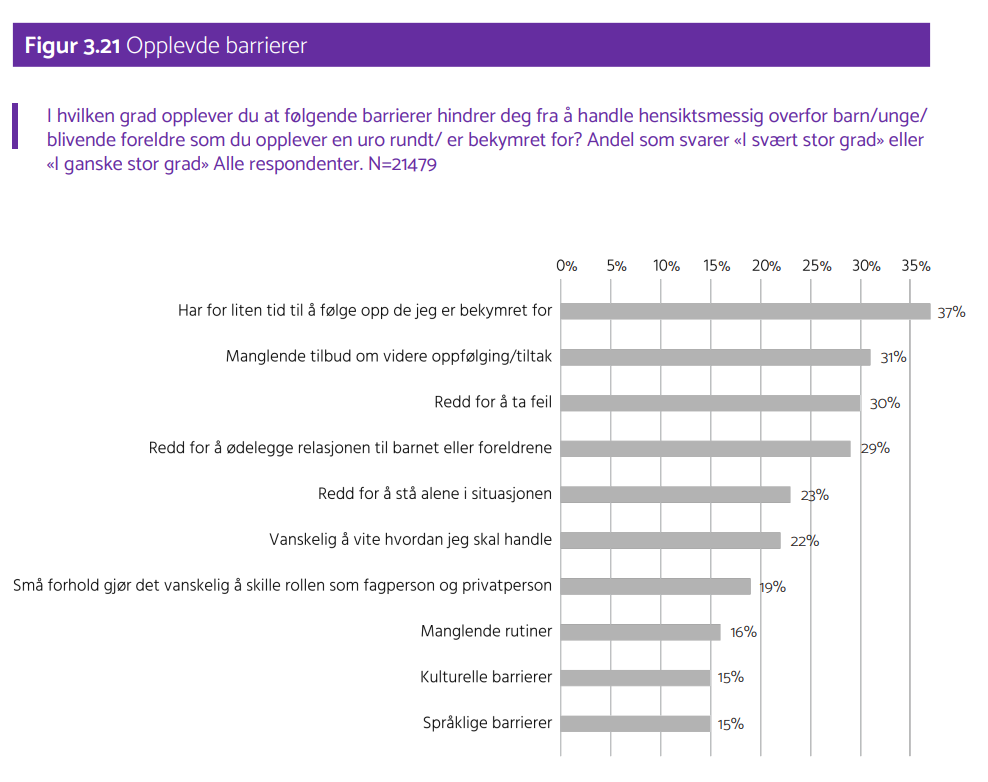 Figur 3.21 Opplevde barrierer
I hvilken grad opplever du at følgende barrierer hindrer deg fra å handle hensiktsmessig overfor barn/unge/
blivende foreldre som du opplever en uro rundt/ er bekymret for? Andel som svarer «I svært stor grad» eller
«I ganske stor grad» Alle respondenter. N=21479
0% 5% 10% 15% 20% 25% 30% 35%
Har for liten tid til å følge opp de jeg er bekymret for 37%
Manglende tilbud om videre oppfølging/tiltak 31%
Redd for å ta feil 30%
Redd for å ødelegge relasjonen til barnet eller foreldrene 29%
Redd for å stå alene i situasjonen 23%
Vanskelig å vite hvordan jeg skal handle 22%
Små forhold gjør det vanskelig å skille rollen som fagperson og privatperson 19%
Manglende rutiner 16%
Kulturelle barrierer 15%
Språklige barrierer 15%